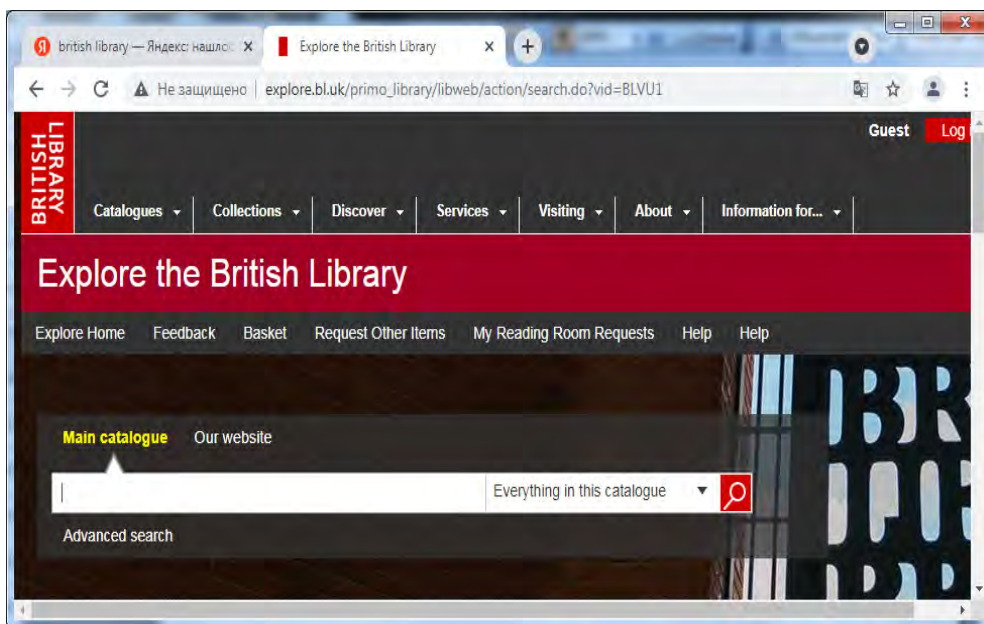 british library — Яндекс: нашло
Explore the British Library
Не защищено | explore.bl.uk/primo_library/libweb/action/search.do?vid=BLVU1
LIBRARY
BRITISH
Guest
Catalogues
Collections
Discover
Services
Visiting
About
Information for...
Explore the British Library
Explore Home
Feedback
Basket
Request Other Items
My Reading Room Requests
Help
Help
Main catalogue
Our website
Everything in this catalogue
Advanced search